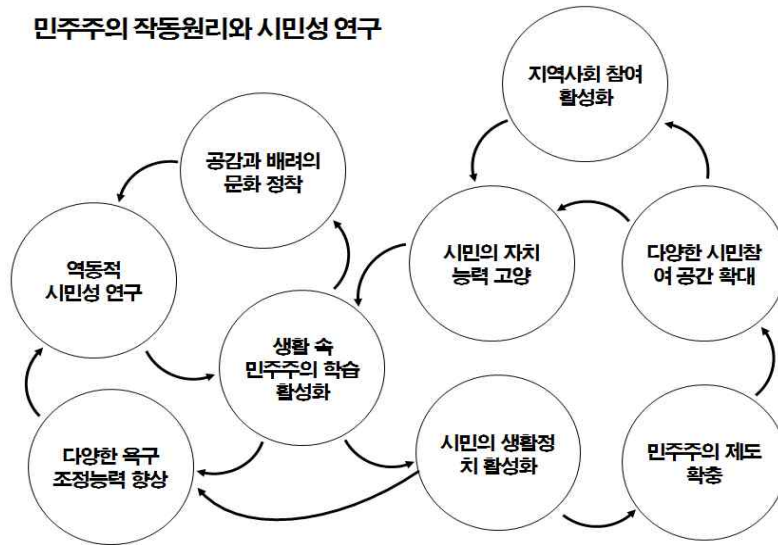 민주주의 작동원리와 시민성 연구
지역사회 참여
활성화
공감과 배려의
문화 정착
시민의 자치
능력 고양
다양한 시민참
여 공간 확대
역동적
시민성 연구
생활 속
민주주의 학습
활성화
다양한 욕구
조정능력 향상
시민의 생활정
치 활성화
민주주의 제도
확충